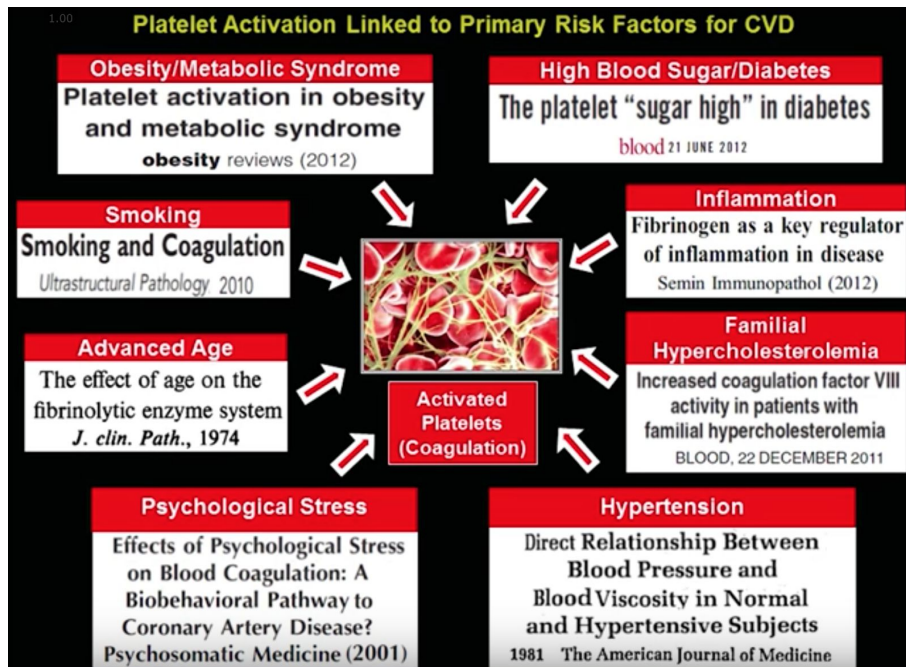 1.00
Platelet Activation Linked to Primary Risk Factors for CVD
Obesity/Metabolic Syndrome
Platelet activation in obesity
and metabolic syndrome
obesity reviews (2012)
High Blood Sugar/Diabetes
The platelet “sugar high” in diabetes
blood 21 JUNE 2012
Smoking
Smoking and Coagulation
Ultrastructural Pathology 2010
Inflammation
Fibrinogen as a key regulator
of inflammation in disease
Semin Immunopathol (2012)
Advanced Age
The effect of age on the
fibrinolytic enzyme system
J. clin. Path., 1974
Activated
Platelets
(Coagulation)
Familial
Hypercholesterolemia
Increased coagulation factor VIII
activity in patients with
familial hypercholesterolemia
BLOOD, 22 DECEMBER 2011
Psychological Stress
Effects of Psychological Stress
on Blood Coagulation: A
Biobehavioral Pathway to
Coronary Artery Disease?
Psychosomatic Medicine (2001)
Hypertension
Direct Relationship Between
Blood Pressure and
Blood Viscosity in Normal
and Hypertensive Subjects
1981 The American Journal of Medicine